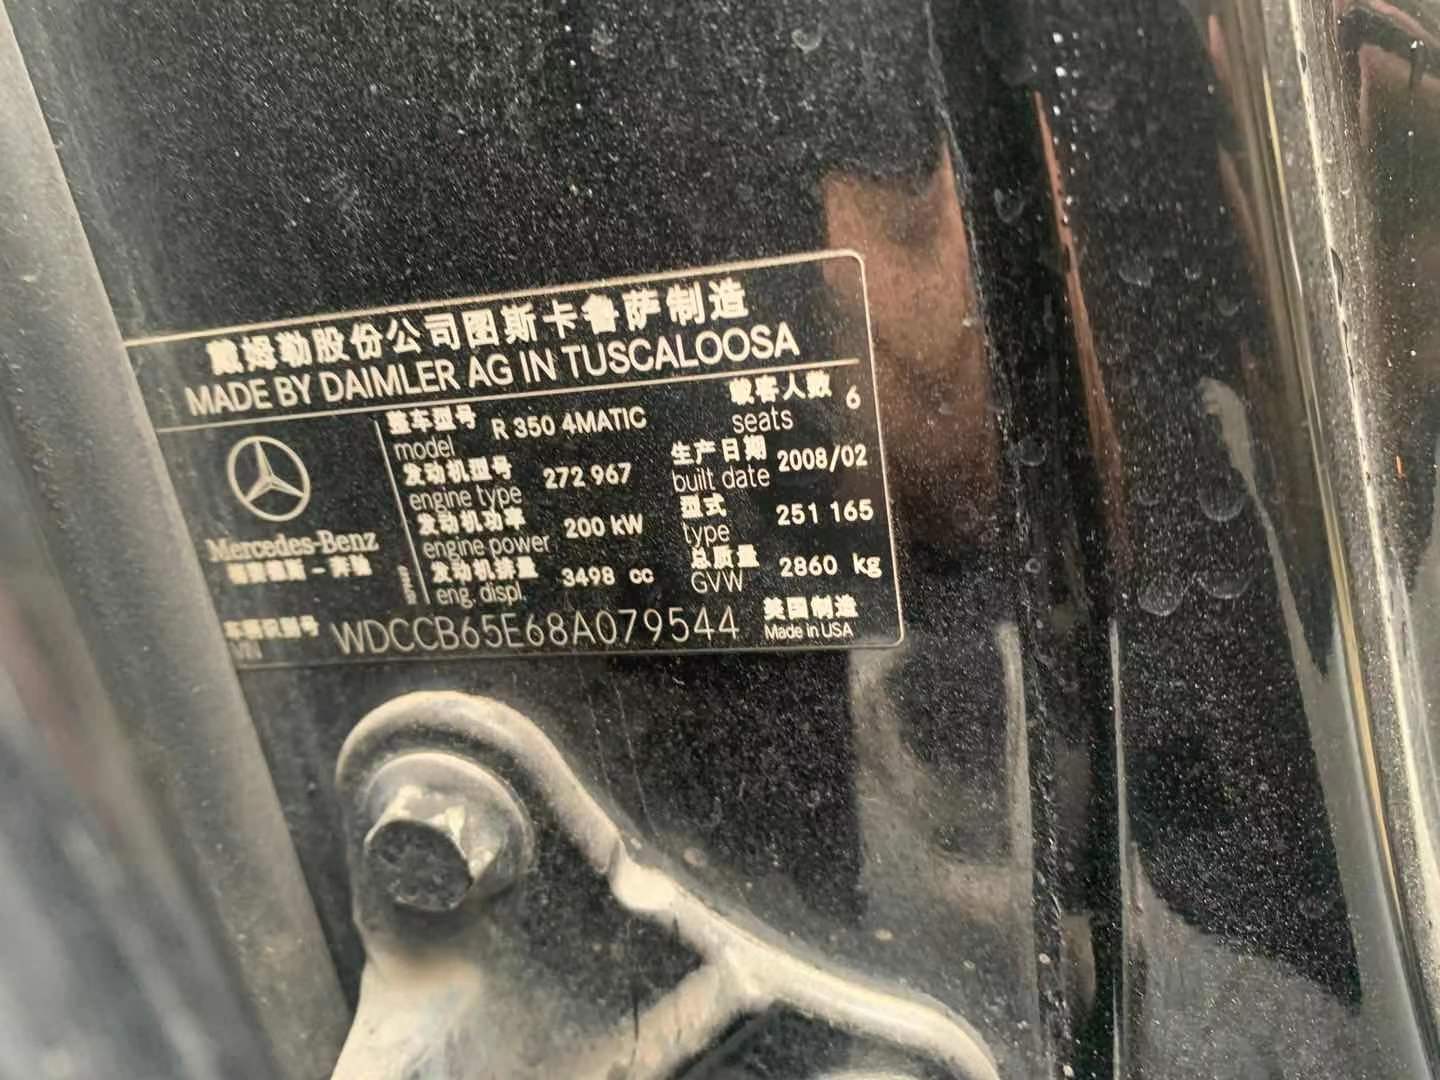 戴姆勒股份公司图斯卡鲁萨制造
MADE BY DAIMLER AG IN TUSCALOOSA
整车型号 R 350 4MATIC 载客人数 6
model seats
发动机型号 272 967 生产日期 2008/02
engine type built date
发动机功率 200 kW 型式 251 165
engine power type
发动机排量 3498 cc 总质量 2860 kg
eng. displ. GVW
Mercedes-Benz
梅赛德斯-奔驰
车辆识别号 WDCCB65E68A079544 美国制造
VIN Made in USA